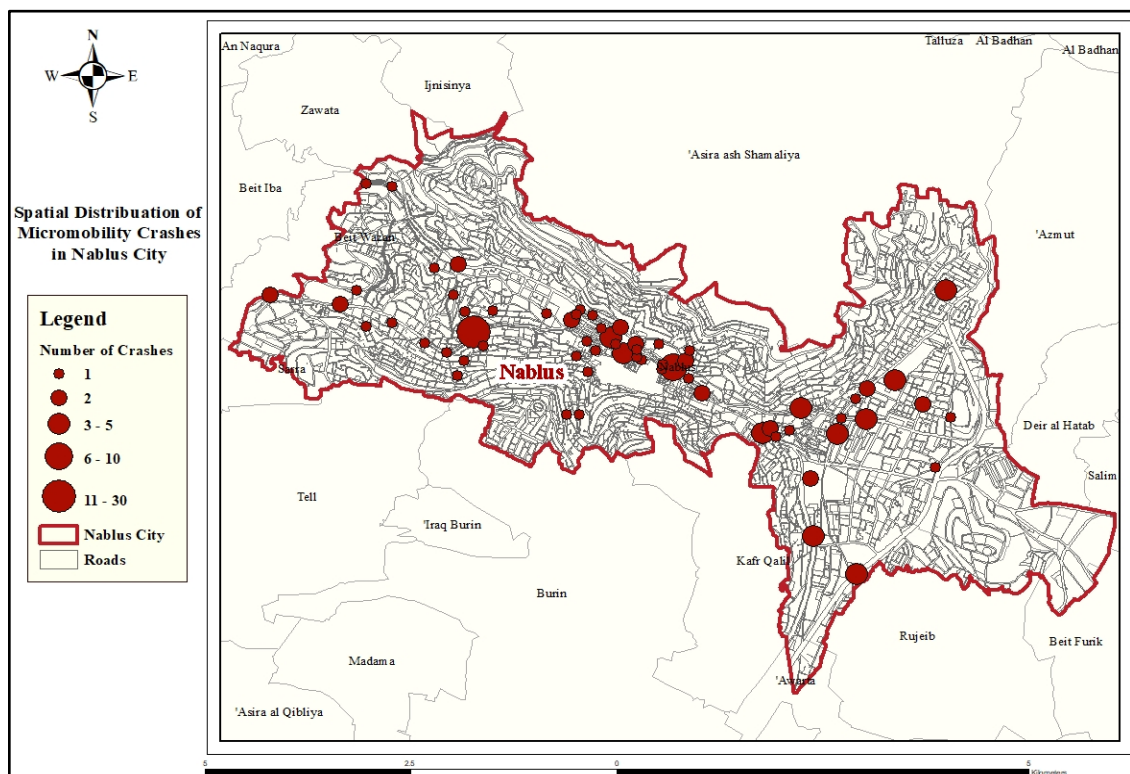 N
W E
S
Spatial Distribuation of
Micromobility Crashes
in Nablus City
Legend
Number of Crashes
1
2
3 - 5
6 - 10
11 - 30
Nablus City
Roads
An Naqura
Talluza Al Badhan
Al Badhan
Ijnisinya
Zawata
'Asira ash Shamaliya
Beit Iba
'Azmut
Beit Wazan
Sarra
Nablus
Nablus
Deir al Hatab
Salim
Tell
'Iraq Burin
Kafr Qalil
Burin
Rujeib
Beit Furik
Madama
'Awarta
'Asira al Qibliya
5 2.5 0 5
Kilometers